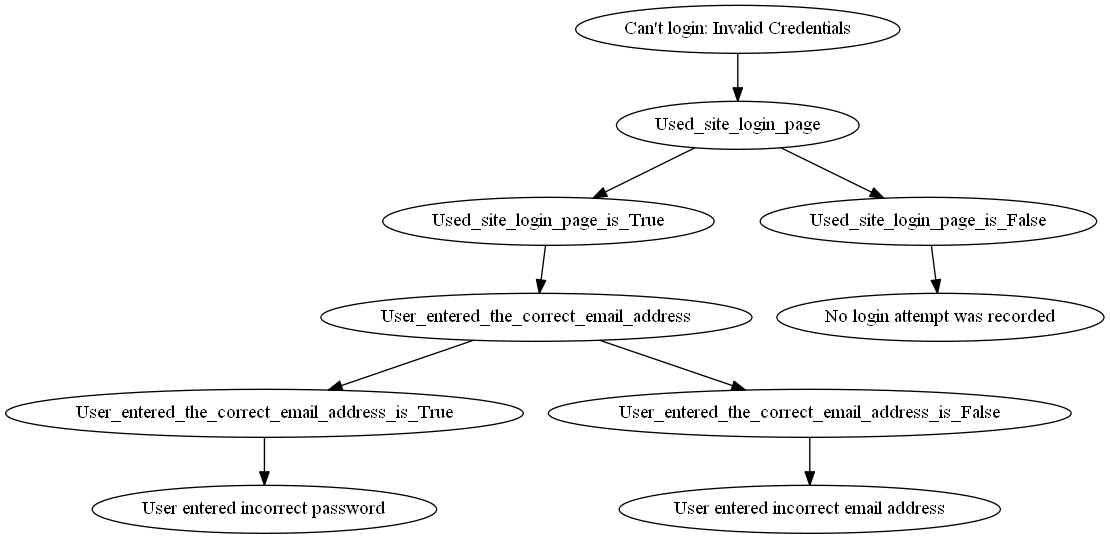 Can't login: Invalid Credentials
Used_site_login_page
Used_site_login_page_is_True
Used_site_login_page_is_False
User_entered_the_correct_email_address
No login attempt was recorded
User_entered_the_correct_email_address_is_True
User_entered_the_correct_email_address_is_False
User entered incorrect password
User entered incorrect email address